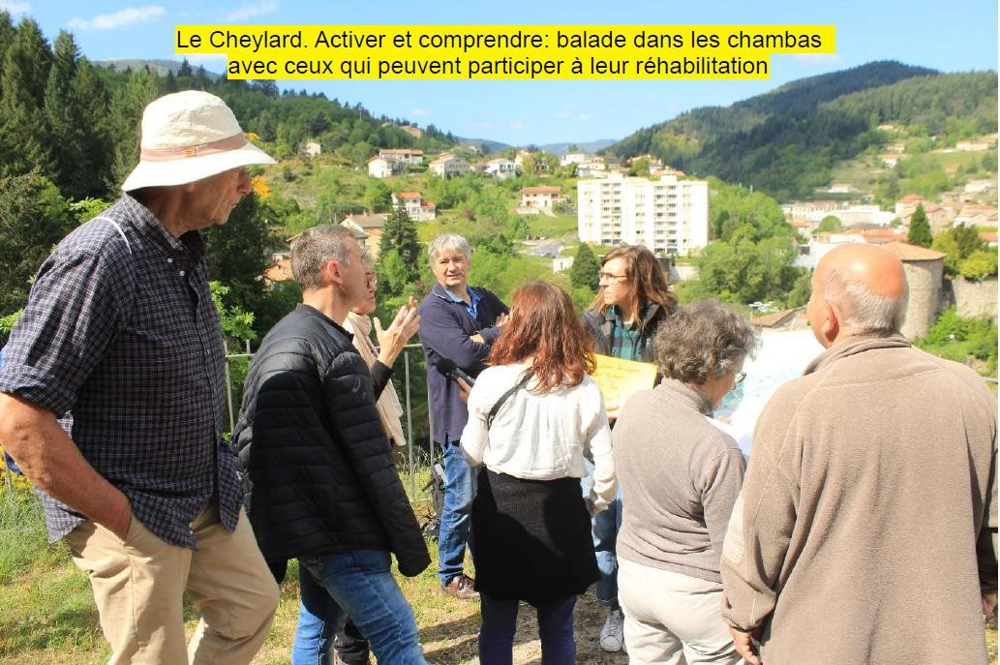 Le Cheylard. Activer et comprendre: balade dans les chambas
avec ceux qui peuvent participer à leur réhabilitation